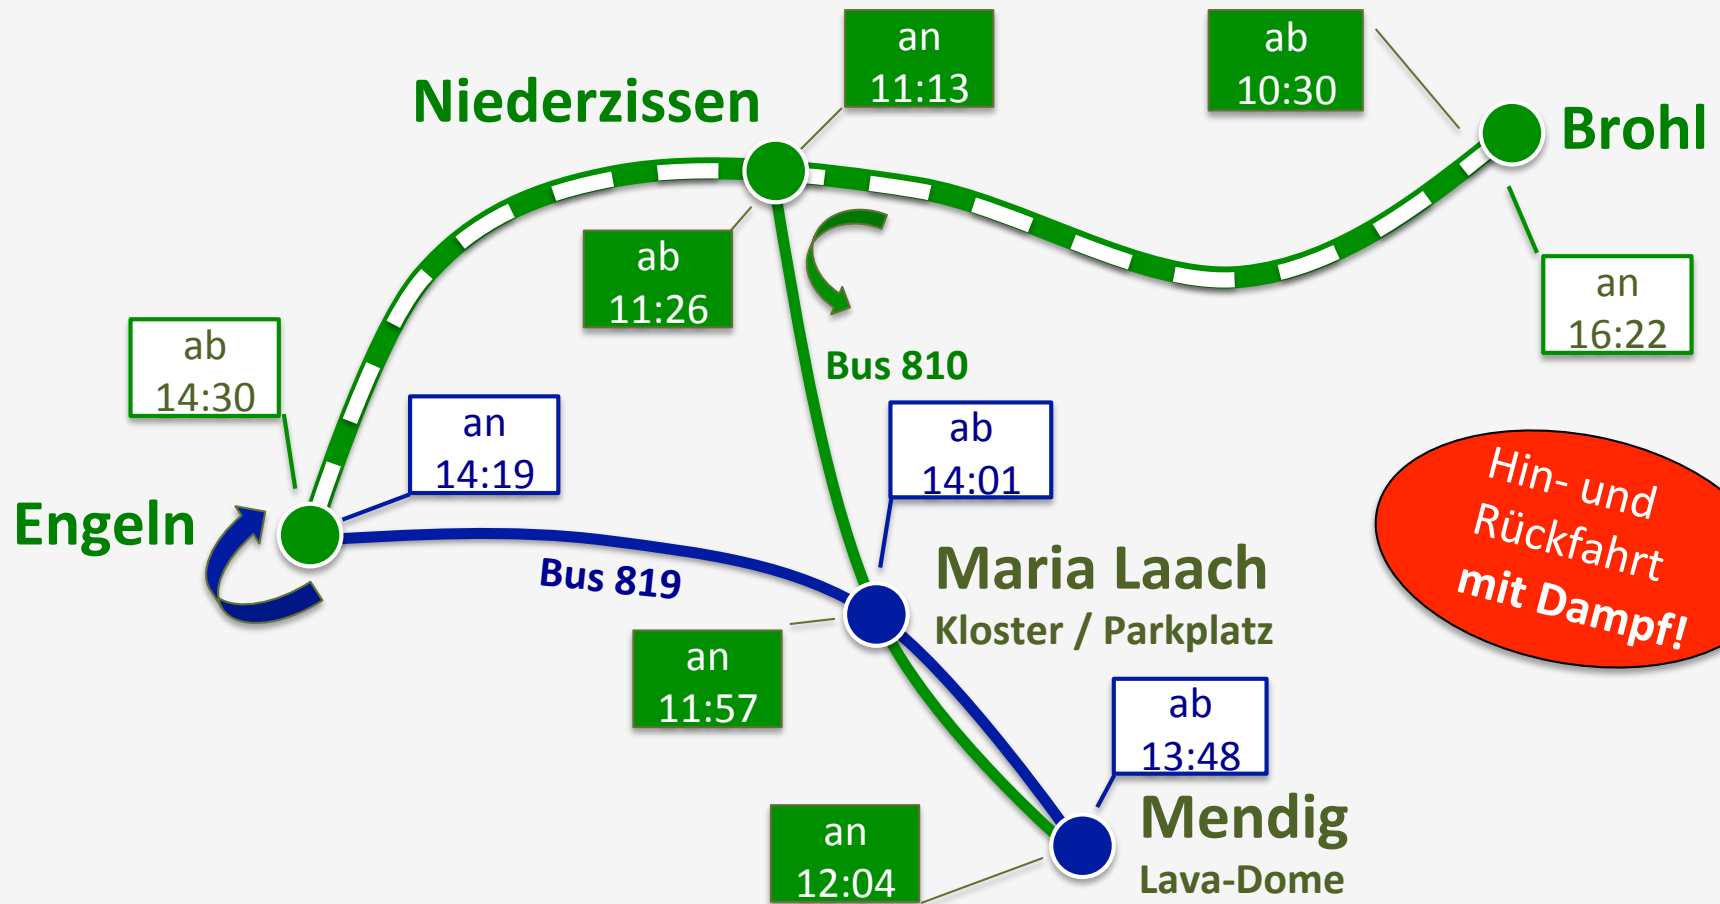 an
11:13
ab
10:30
Niederzissen
Brohl
ab
11:26
an
16:22
ab
14:30
Bus 810
an
14:19
ab
14:01
Engeln
Hin- und
Rückfahrt
mit Dampf!
Bus 819
Maria Laach
Kloster / Parkplatz
an
11:57
ab
13:48
Mendig
Lava-Dome
an
12:04